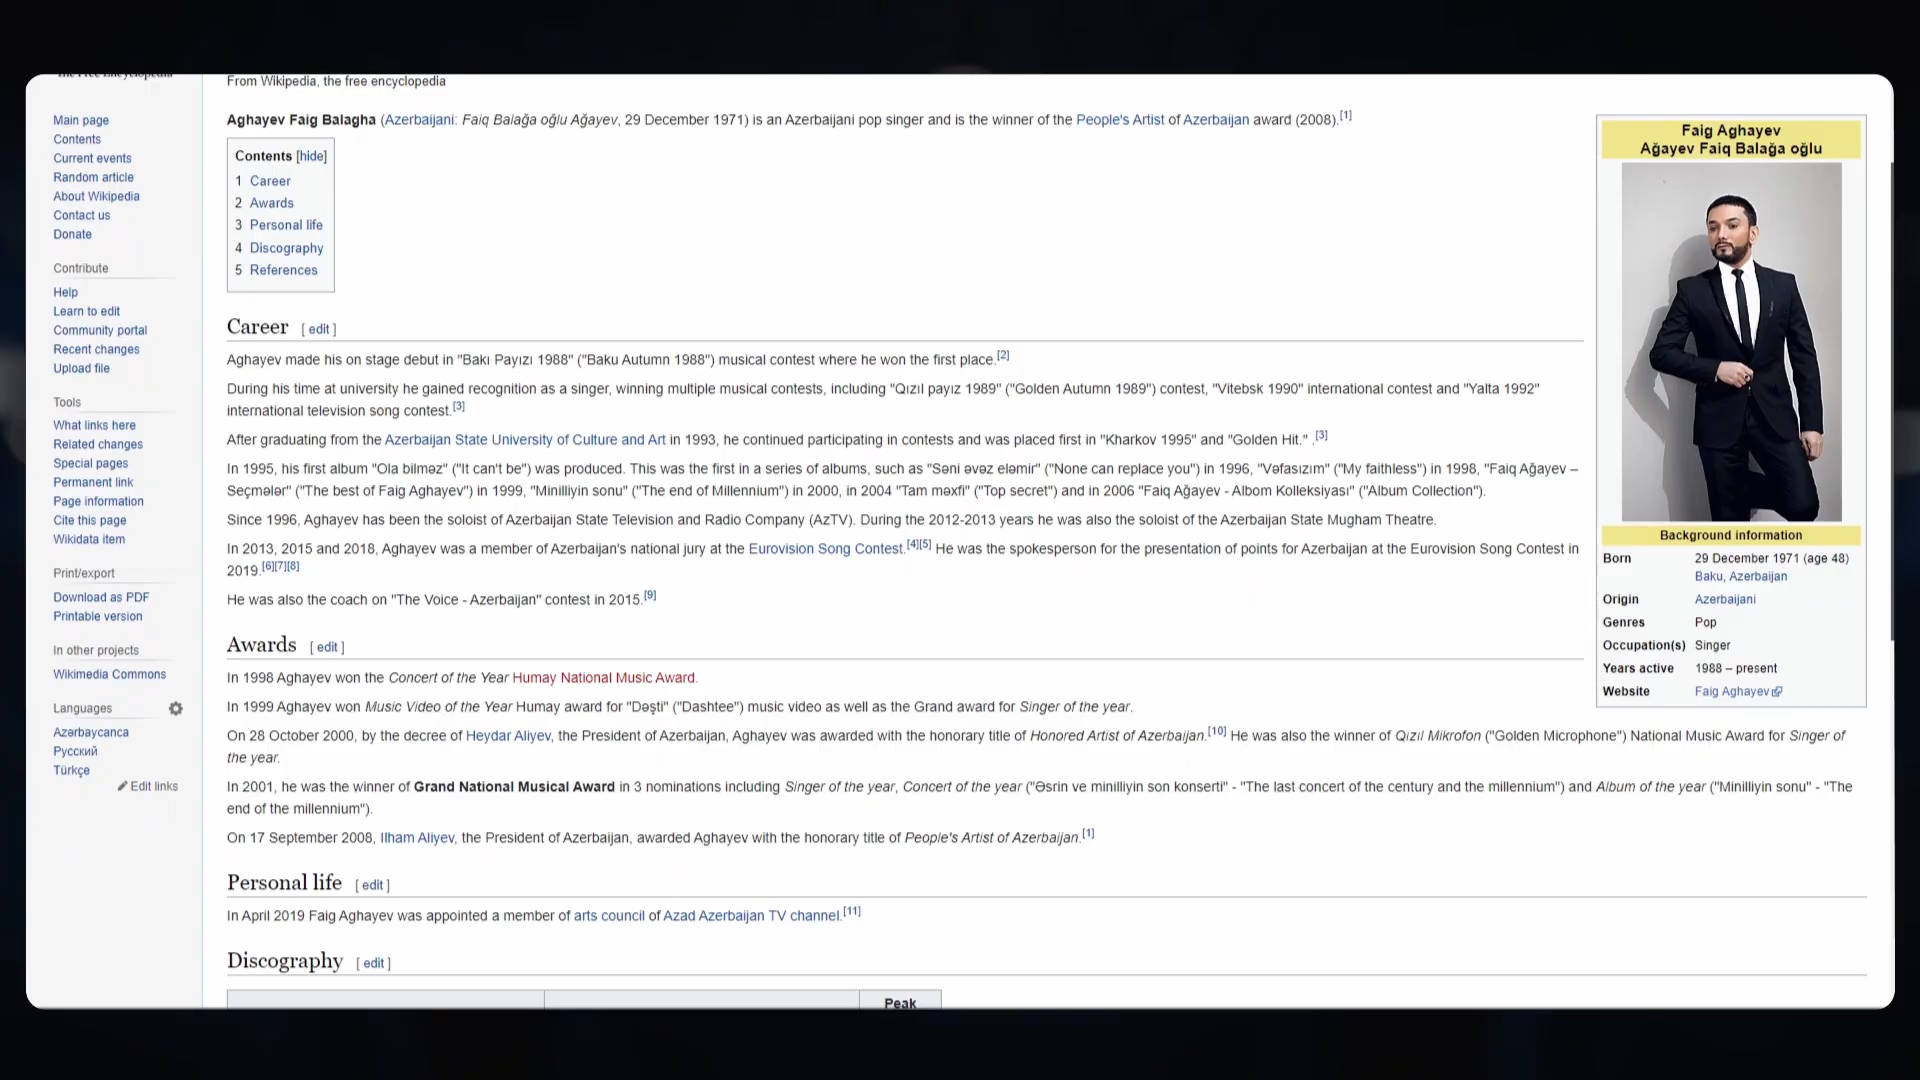 From Wikipedia, the free encyclopedia
Main page
Contents
Current events
Random article
About Wikipedia
Contact us
Donate
Contribute
Help
Learn to edit
Community portal
Recent changes
Upload file
Tools
What links here
Related changes
Special pages
Permanent link
Page information
Cite this page
Wikidata item
Print/export
Download as PDF
Printable version
In other projects
Wikimedia Commons
Languages
Azərbaycanca
Русский
Türkçe
Edit links
Aghayev Faig Balagha (Azerbaijani: Faiq Balağa oğlu Ağayev, 29 December 1971) is an Azerbaijani pop singer and is the winner of the People's Artist of Azerbaijan award (2008).[1]
Contents [hide]
1 Career
2 Awards
3 Personal life
4 Discography
5 References
Career [ edit ]
Aghayev made his on stage debut in "Bakı Payızı 1988" ("Baku Autumn 1988") musical contest where he won the first place.[2]
During his time at university he gained recognition as a singer, winning multiple musical contests, including "Qızıl payız 1989" ("Golden Autumn 1989") contest, "Vitebsk 1990" international contest and "Yalta 1992"
international television song contest.[3]
After graduating from the Azerbaijan State University of Culture and Art in 1993, he continued participating in contests and was placed first in "Kharkov 1995" and "Golden Hit." .[3]
In 1995, his first album "Ola bilməz" ("It can't be") was produced. This was the first in a series of albums, such as "Səni əvəz eləmir" ("None can replace you") in 1996, "Vəfasızım" ("My faithless") in 1998, "Faiq Ağayev –
Seçmələr" ("The best of Faig Aghayev") in 1999, "Minilliyin sonu" ("The end of Millennium") in 2000, in 2004 "Tam məxfi" ("Top secret") and in 2006 "Faiq Ağayev - Albom Kolleksiyası" ("Album Collection").
Since 1996, Aghayev has been the soloist of Azerbaijan State Television and Radio Company (AzTV). During the 2012-2013 years he was also the soloist of the Azerbaijan State Mugham Theatre.
In 2013, 2015 and 2018, Aghayev was a member of Azerbaijan's national jury at the Eurovision Song Contest.[4][5] He was the spokesperson for the presentation of points for Azerbaijan at the Eurovision Song Contest in
2019.[6][7][8]
He was also the coach on "The Voice - Azerbaijan" contest in 2015.[9]
Awards [ edit ]
In 1998 Aghayev won the Concert of the Year Humay National Music Award.
In 1999 Aghayev won Music Video of the Year Humay award for "Dəşti" ("Dashtee") music video as well as the Grand award for Singer of the year.
On 28 October 2000, by the decree of Heydar Aliyev, the President of Azerbaijan, Aghayev was awarded with the honorary title of Honored Artist of Azerbaijan.[10] He was also the winner of Qızıl Mikrofon ("Golden Microphone") National Music Award for Singer of
the year.
In 2001, he was the winner of Grand National Musical Award in 3 nominations including Singer of the year, Concert of the year ("Əsrin ve minilliyin son konserti" - "The last concert of the century and the millennium") and Album of the year ("Minilliyin sonu" - "The
end of the millennium").
On 17 September 2008, Ilham Aliyev, the President of Azerbaijan, awarded Aghayev with the honorary title of People's Artist of Azerbaijan.[1]
Personal life [ edit ]
In April 2019 Faig Aghayev was appointed a member of arts council of Azad Azerbaijan TV channel.[11]
Discography [ edit ]
Peak
Faig Aghayev
Ağayev Faiq Balağa oğlu
Background information
Born 29 December 1971 (age 48)
Baku, Azerbaijan
Origin Azerbaijani
Genres Pop
Occupation(s) Singer
Years active 1988 – present
Website Faig Aghayev